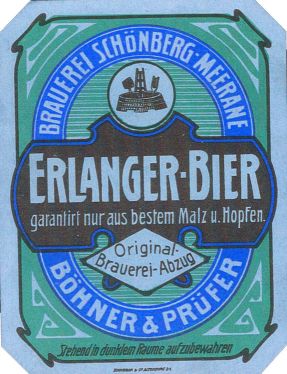 BRAUEREI SCHÖNBERG-MEERANE
ERLANGER-BIER
garantirt nur aus bestem Malz u. Hopfen.
Original-
Brauerei-Abzug
BÖHNER & PRÜFER
Stehend in dunklem Raume aufzubewahren